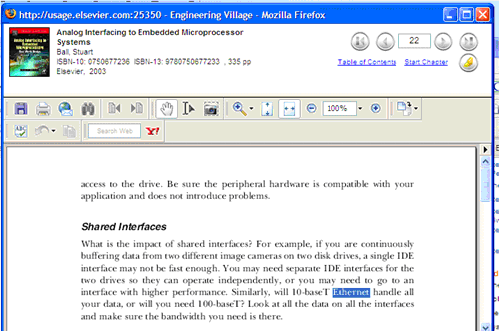 http://usage.elsevier.com:25350 - Engineering Village - Mozilla Firefox
Analog Interfacing to Embedded Microprocessor
Systems
Ball, Stuart
ISBN-10: 0750677236 ISBN-13: 9780750677233 , 335 pp
Elsevier, 2003
22
Table of Contents Start Chapter
100%
Search Web Y!
access to the drive. Be sure the peripheral hardware is compatible with your
application and does not introduce problems.
Shared Interfaces
What is the impact of shared interfaces? For example, if you are continuously
buffering data from two different image cameras on two disk drives, a single IDE
interface may not be fast enough. You may need separate IDE interfaces for the
two drives so they can operate independently, or you may need to go to an
interface with higher performance. Similarly, will 10-baseT Ethernet handle all
your data, or will you need 100-baseT? Look at all the data on all the interfaces
and make sure the bandwidth you need is there.